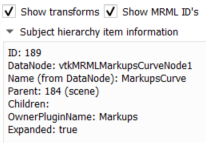 Show transforms Show MRML ID's
Subject hierarchy item information
ID: 189
DataNode: vtkMRMLMarkupsCurveNode1
Name (from DataNode): MarkupsCurve
Parent: 184 (scene)
Children:
OwnerPluginName: Markups
Expanded: true